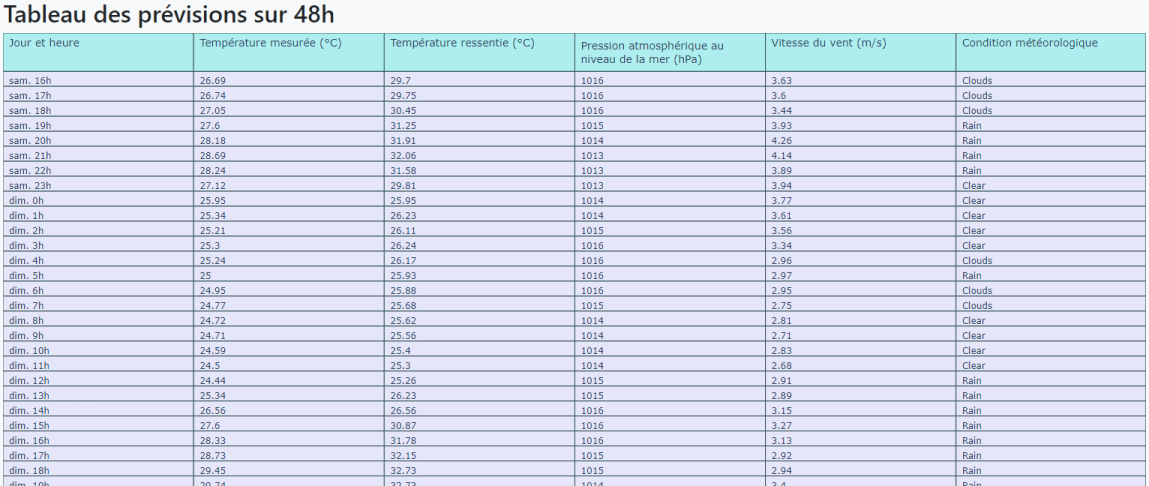 Tableau des prévisions sur 48h
Jour et heure Température mesurée (°C) Température ressentie (°C) Pression atmosphérique au niveau de la mer (hPa) Vitesse du vent (m/s) Condition météorologique
sam. 16h 26.69 29.7 1016 3.63 Clouds
sam. 17h 26.74 29.75 1016 3.6 Clouds
sam. 18h 27.05 30.45 1016 3.44 Clouds
sam. 19h 27.6 31.25 1015 3.93 Rain
sam. 20h 28.18 31.91 1014 4.26 Rain
sam. 21h 28.69 32.06 1013 4.14 Rain
sam. 22h 28.24 31.58 1013 3.89 Rain
sam. 23h 27.12 29.81 1013 3.94 Clear
dim. 0h 25.95 25.95 1014 3.77 Clear
dim. 1h 25.34 26.23 1014 3.61 Clear
dim. 2h 25.21 26.11 1015 3.56 Clear
dim. 3h 25.3 26.24 1016 3.34 Clear
dim. 4h 25.24 26.17 1016 2.96 Clouds
dim. 5h 25 25.93 1016 2.97 Rain
dim. 6h 24.95 25.88 1016 2.95 Clouds
dim. 7h 24.77 25.68 1015 2.75 Clouds
dim. 8h 24.72 25.62 1014 2.81 Clear
dim. 9h 24.71 25.56 1014 2.71 Clear
dim. 10h 24.59 25.4 1014 2.83 Clear
dim. 11h 24.5 25.3 1014 2.68 Clear
dim. 12h 24.44 25.26 1015 2.91 Rain
dim. 13h 25.34 26.23 1015 2.89 Rain
dim. 14h 26.56 26.56 1016 3.15 Rain
dim. 15h 27.6 30.87 1016 3.27 Rain
dim. 16h 28.33 31.78 1016 3.13 Rain
dim. 17h 28.73 32.15 1015 2.92 Rain
dim. 18h 29.45 32.73 1015 2.94 Rain
dim. 19h 29.74 32.73 1014 3.4 Rain